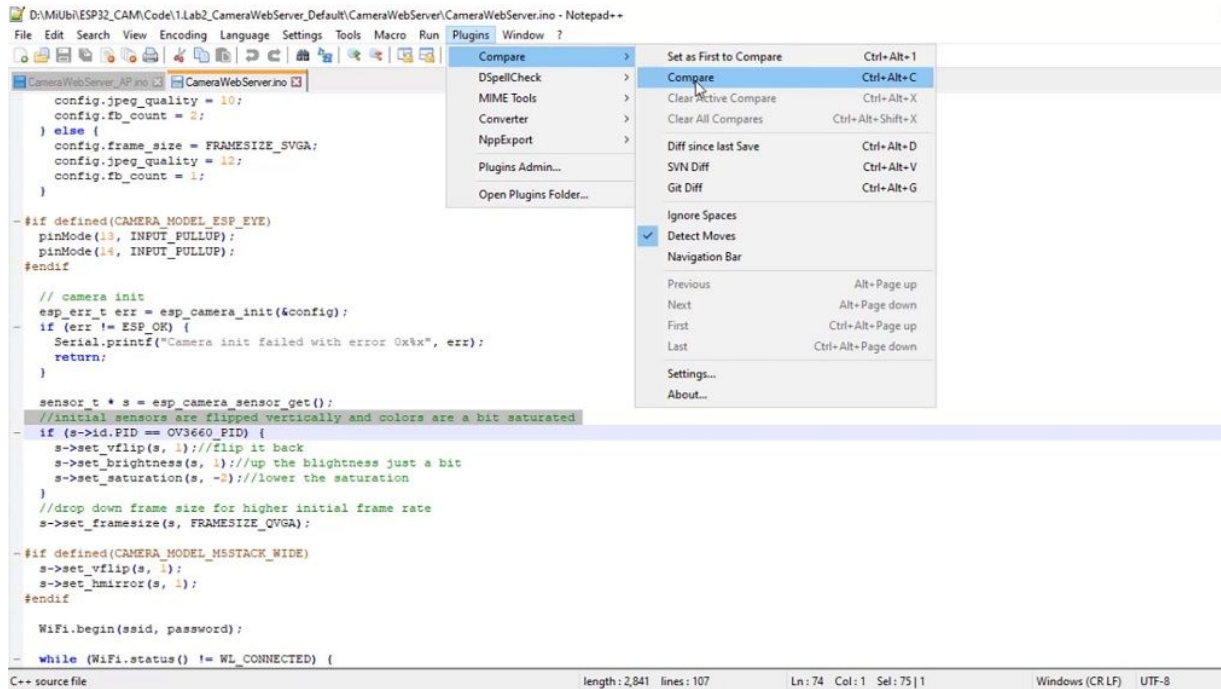 D:\MiUbi\ESP32_CAM\Code\1.Lab2_CameraWebServer_Default\CameraWebServer\CameraWebServer.ino - Notepad++
File Edit Search View Encoding Language Settings Tools Macro Run Plugins Window ?
CameraWebServer_AP.ino CameraWebServer.ino
config.jpeg_quality = 10;
config.fb_count = 2;
} else {
config.frame_size = FRAMESIZE_SVGA;
config.jpeg_quality = 12;
config.fb_count = 1;
}
#if defined(CAMERA_MODEL_ESP_EYE)
pinMode(13, INPUT_PULLUP);
pinMode(14, INPUT_PULLUP);
#endif
// camera init
esp_err_t err = esp_camera_init(&config);
if (err != ESP_OK) {
Serial.printf("Camera init failed with error 0x%x", err);
return;
}
sensor_t * s = esp_camera_sensor_get();
//initial sensors are flipped vertically and colors are a bit saturated
if (s->id.PID == OV3660_PID) {
s->set_vflip(s, 1);//flip it back
s->set_brightness(s, 1);//up the blightness just a bit
s->set_saturation(s, -2);//lower the saturation
}
//drop down frame size for higher initial frame rate
s->set_framesize(s, FRAMESIZE_QVGA);
#if defined(CAMERA_MODEL_M5STACK_WIDE)
s->set_vflip(s, 1);
s->set_hmirror(s, 1);
#endif
WiFi.begin(ssid, password);
while (WiFi.status() != WL_CONNECTED) {
Compare
DSpellCheck
MIME Tools
Converter
NppExport
Plugins Admin...
Open Plugins Folder...
Set as First to Compare Ctrl+Alt+1
Compare Ctrl+Alt+C
Clear Active Compare Ctrl+Alt+X
Clear All Compares Ctrl+Alt+Shift+X
Diff since last Save Ctrl+Alt+D
SVN Diff Ctrl+Alt+V
Git Diff Ctrl+Alt+G
Ignore Spaces
Detect Moves
Navigation Bar
Previous Alt+Page up
Next Alt+Page down
First Ctrl+Alt+Page up
Last Ctrl+Alt+Page down
Settings...
About...
C++ source file length : 2,841 lines : 107 Ln : 74 Col : 1 Sel : 75 | 1 Windows (CR LF) UTF-8